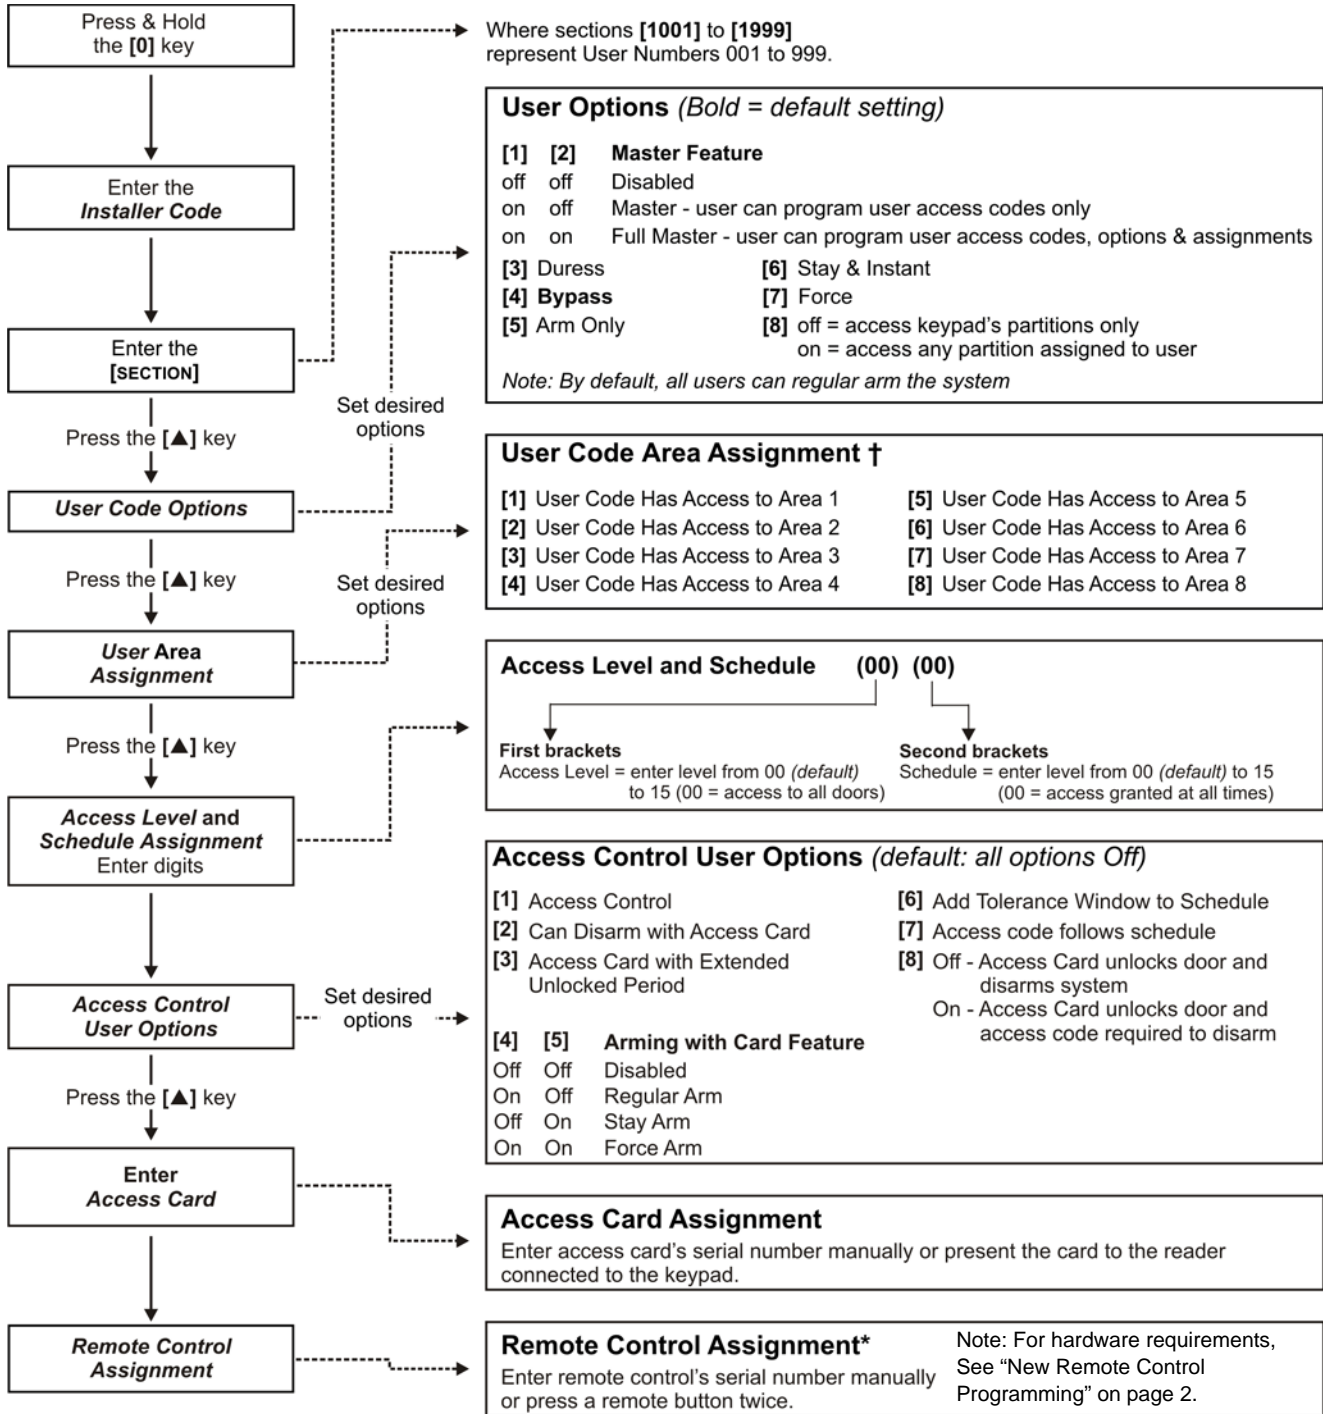 Press & Hold
the [0] key
Where sections [1001] to [1999]
represent User Numbers 001 to 999.
Enter the
Installer Code
User Options (Bold = default setting)
[1] [2] Master Feature
off off Disabled
on off Master - user can program user access codes only
on on Full Master - user can program user access codes, options & assignments
[3] Duress
[4] Bypass
[5] Arm Only
[6] Stay & Instant
[7] Force
[8] off = access keypad's partitions only
on = access any partition assigned to user
Note: By default, all users can regular arm the system
Enter the
[SECTION]
Press the [▲] key
Set desired
options
User Code Options
User Code Area Assignment †
[1] User Code Has Access to Area 1
[2] User Code Has Access to Area 2
[3] User Code Has Access to Area 3
[4] User Code Has Access to Area 4
[5] User Code Has Access to Area 5
[6] User Code Has Access to Area 6
[7] User Code Has Access to Area 7
[8] User Code Has Access to Area 8
Press the [▲] key
Set desired
options
User Area
Assignment
Access Level and Schedule (00) (00)
First brackets
Access Level = enter level from 00 (default)
to 15 (00 = access to all doors)
Second brackets
Schedule = enter level from 00 (default) to 15
(00 = access granted at all times)
Press the [▲] key
Access Level and
Schedule Assignment
Enter digits
Access Control User Options (default: all options Off)
[1] Access Control
[2] Can Disarm with Access Card
[3] Access Card with Extended
Unlocked Period
[6] Add Tolerance Window to Schedule
[7] Access code follows schedule
[8] Off - Access Card unlocks door and
disarms system
On - Access Card unlocks door and
access code required to disarm
[4] [5] Arming with Card Feature
Off Off Disabled
On Off Regular Arm
Off On Stay Arm
On On Force Arm
Access Control
User Options
Set desired
options
Press the [▲] key
Enter
Access Card
Access Card Assignment
Enter access card's serial number manually or present the card to the reader
connected to the keypad.
Remote Control
Assignment
Remote Control Assignment*
Enter remote control's serial number manually
or press a remote button twice.
Note: For hardware requirements,
See “New Remote Control
Programming” on page 2.